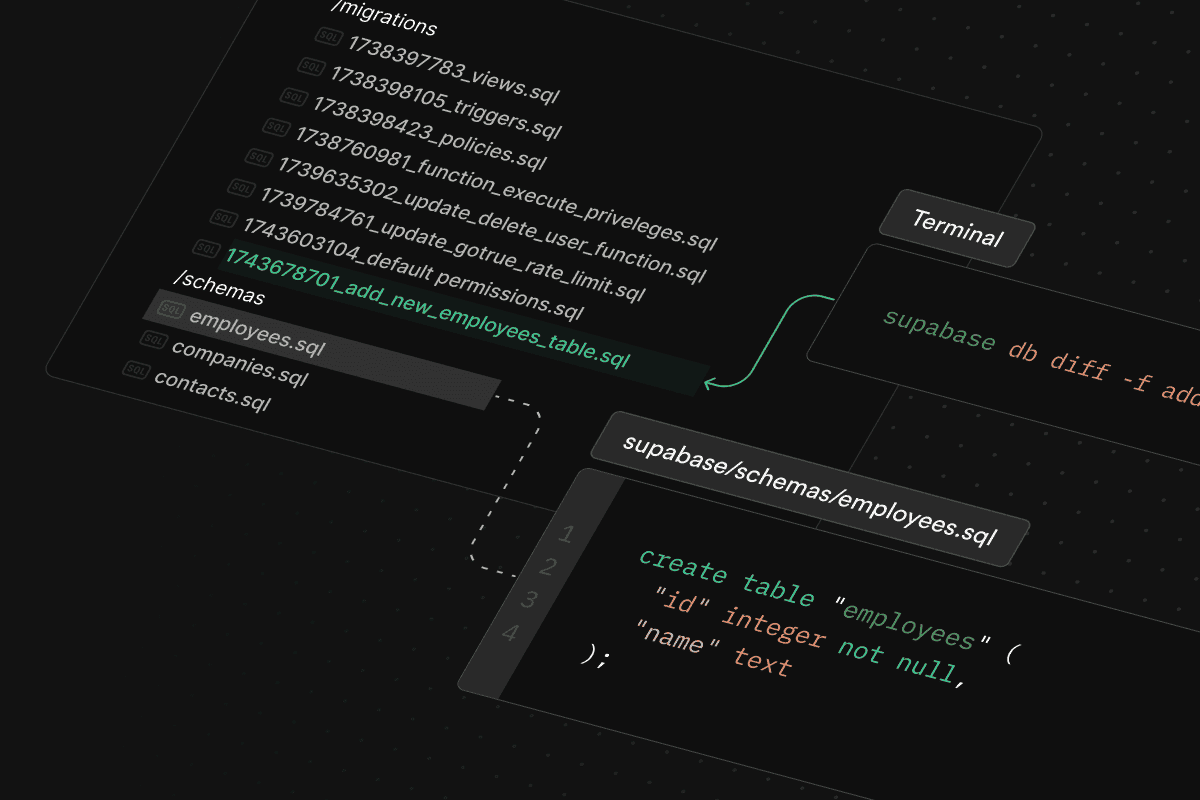 /migrations
SQL 1738397783_views.sql
SQL 1738398105_triggers.sql
SQL 1738398423_policies.sql
SQL 1738760981_function_execute_priveleges.sql
SQL 1739635302_update_delete_user_function.sql
SQL 1739784761_update_gotrue_rate_limit.sql
SQL 1743603104_default permissions.sql
SQL 1743678701_add_new_employees_table.sql
/schemas
SQL employees.sql
SQL companies.sql
SQL contacts.sql
Terminal
supabase db diff -f add
supabase/schemas/employees.sql
1 create table "employees" (
2 "id" integer not null,
3 "name" text
4 );